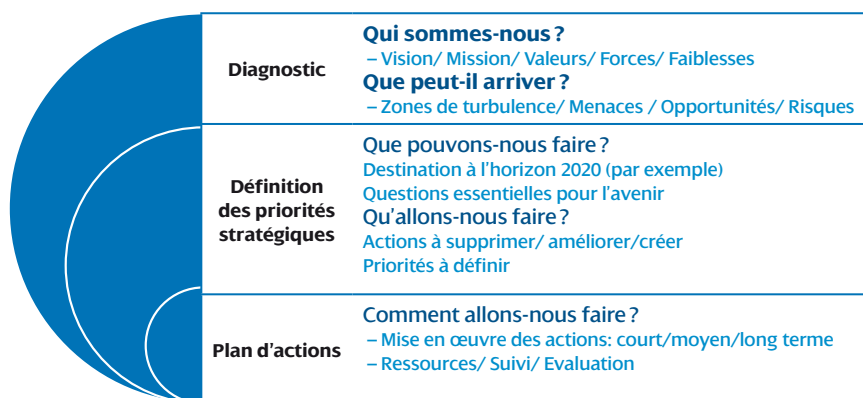 Diagnostic
Qui sommes-nous ?
– Vision/ Mission/ Valeurs/ Forces/ Faiblesses
Que peut-il arriver ?
– Zones de turbulence/ Menaces / Opportunités/ Risques
Définition
des priorités
stratégiques
Que pouvons-nous faire ?
Destination à l'horizon 2020 (par exemple)
Questions essentielles pour l'avenir
Qu'allons-nous faire ?
Actions à supprimer/ améliorer/créer
Priorités à définir
Plan d'actions
Comment allons-nous faire ?
– Mise en œuvre des actions: court/moyen/long terme
– Ressources/ Suivi/ Evaluation